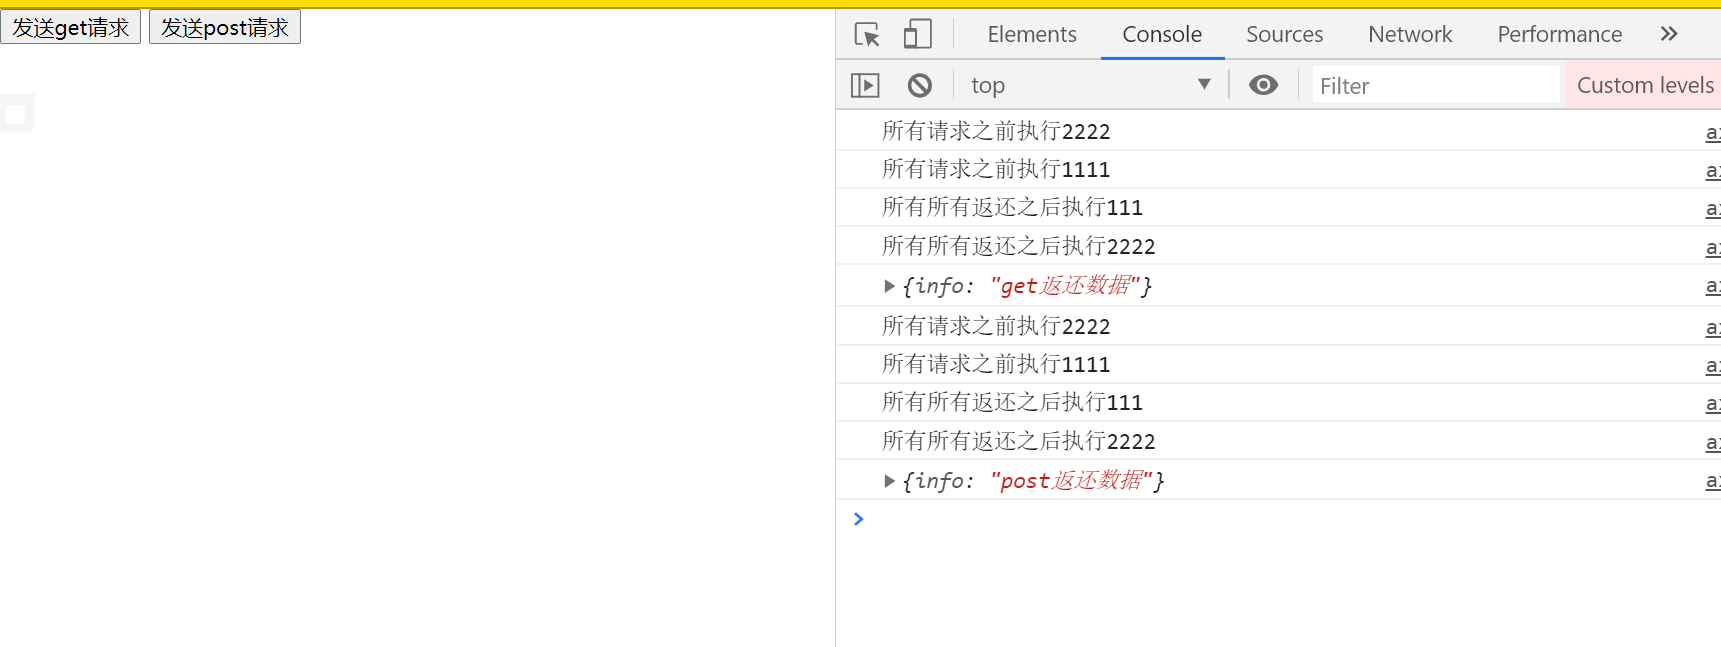 发送get请求 发送post请求
Elements Console Sources Network Performance »
top Filter Custom levels
所有请求之前执行2222
所有请求之前执行1111
所有所有返还之后执行111
所有所有返还之后执行2222
{info: "get返还数据"}
所有请求之前执行2222
所有请求之前执行1111
所有所有返还之后执行111
所有所有返还之后执行2222
{info: "post返还数据"}